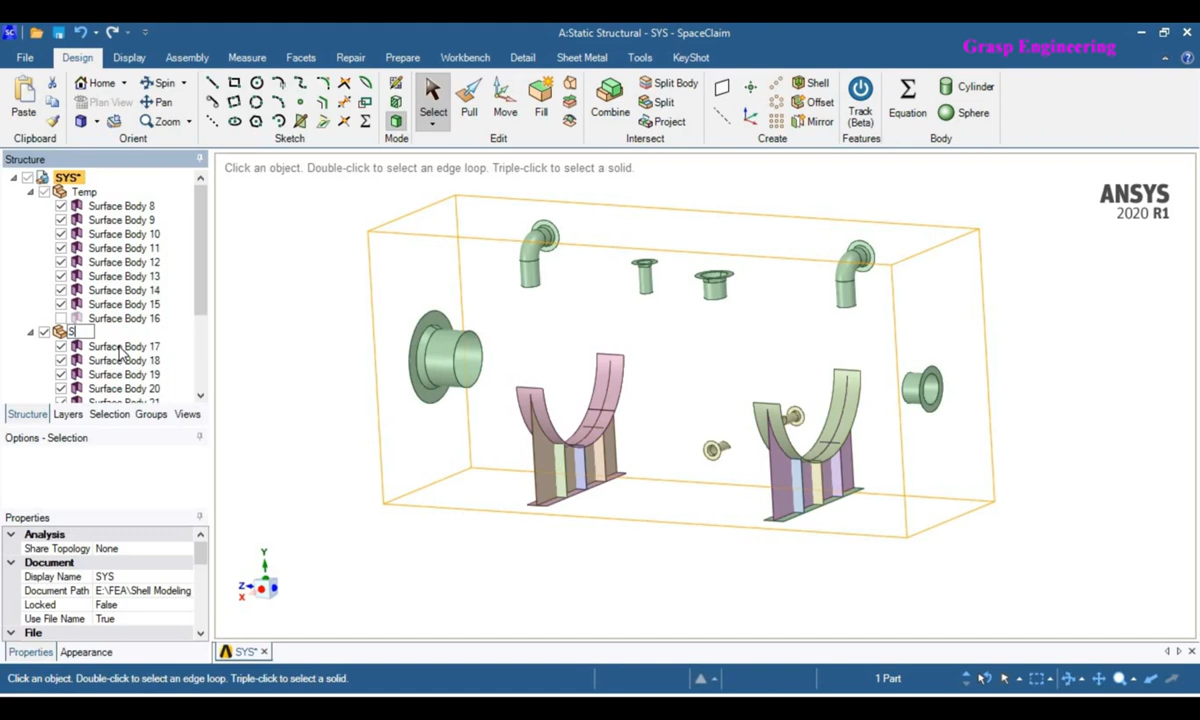 A:Static Structural - SYS - SpaceClaim
Grasp Engineering
File Design Display Assembly Measure Facets Repair Prepare Workbench Detail Sheet Metal Tools KeyShot
Paste
Clipboard
Home Spin
Plan View Pan
Zoom
Orient
Sketch
Mode
Select Pull Move Fill
Edit
Combine
Split Body
Split
Project
Intersect
Shell
Offset
Mirror
Create
Track
(Beta)
Features
Equation
Cylinder
Sphere
Body
Structure
SYS*
Temp
Surface Body 8
Surface Body 9
Surface Body 10
Surface Body 11
Surface Body 12
Surface Body 13
Surface Body 14
Surface Body 15
Surface Body 16
S
Surface Body 17
Surface Body 18
Surface Body 19
Surface Body 20
Surface Body 21
Structure Layers Selection Groups Views
Options - Selection
Properties
Analysis
Share Topology None
Document
Display Name SYS
Document Path E:\FEA\Shell Modeling
Locked False
Use File Name True
File
Properties Appearance
Click an object. Double-click to select an edge loop. Triple-click to select a solid.
ANSYS
2020 R1
Y
Z
X
SYS*
Click an object. Double-click to select an edge loop. Triple-click to select a solid.
1 Part